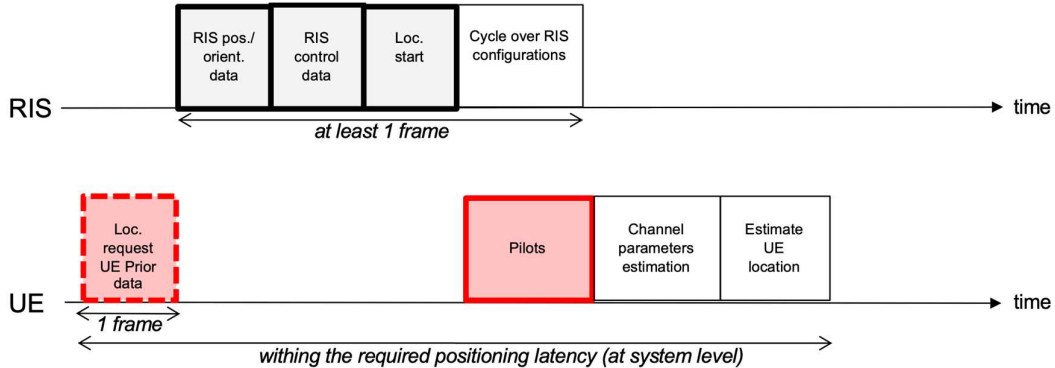 RIS pos./
orient.
data
RIS
control
data
Loc.
start
Cycle over RIS
configurations
RIS
time
at least 1 frame
Loc.
request
UE Prior
data
Pilots
Channel
parameters
estimation
Estimate
UE
location
UE
time
1 frame
withing the required positioning latency (at system level)